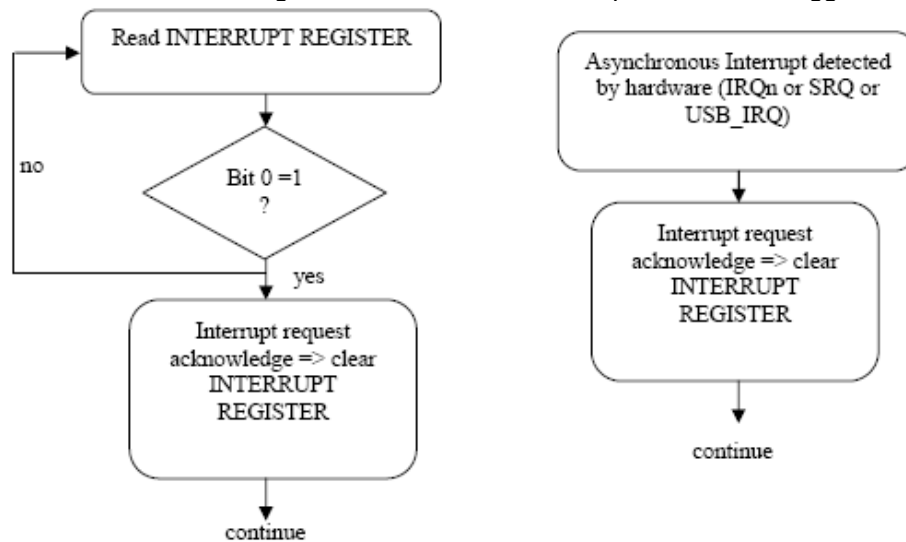 Read INTERRUPT REGISTER
no
Bit 0 =1
?
yes
Interrupt request
acknowledge => clear
INTERRUPT
REGISTER
continue
Asynchronous Interrupt detected
by hardware (IRQn or SRQ or
USB_IRQ)
Interrupt request
acknowledge => clear
INTERRUPT
REGISTER
continue